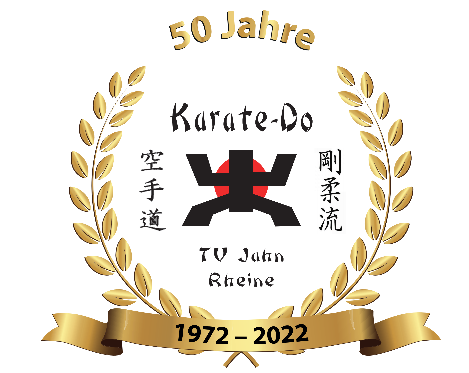 50 Jahre
Karate-Do
空手道
剛柔流
TV Jahn
Rheine
1972 – 2022